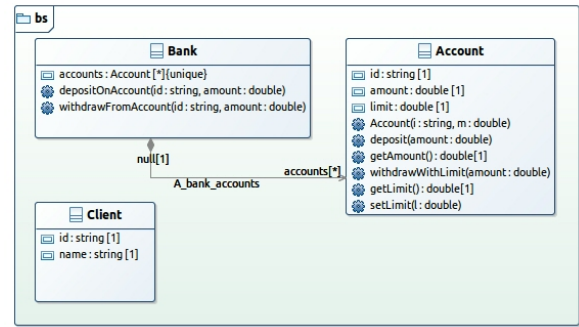 bs
Bank
accounts : Account [*]{unique}
depositOnAccount(id : string, amount : double)
withdrawFromAccount(id : string, amount : double)
Account
id : string [1]
amount : double [1]
limit : double [1]
Account(i : string, m : double)
deposit(amount : double)
getAmount() : double[1]
withdrawWithLimit(amount : double)
getLimit() : double[1]
setLimit(l : double)
null[1]
accounts[*]
A_bank_accounts
Client
id : string [1]
name : string [1]